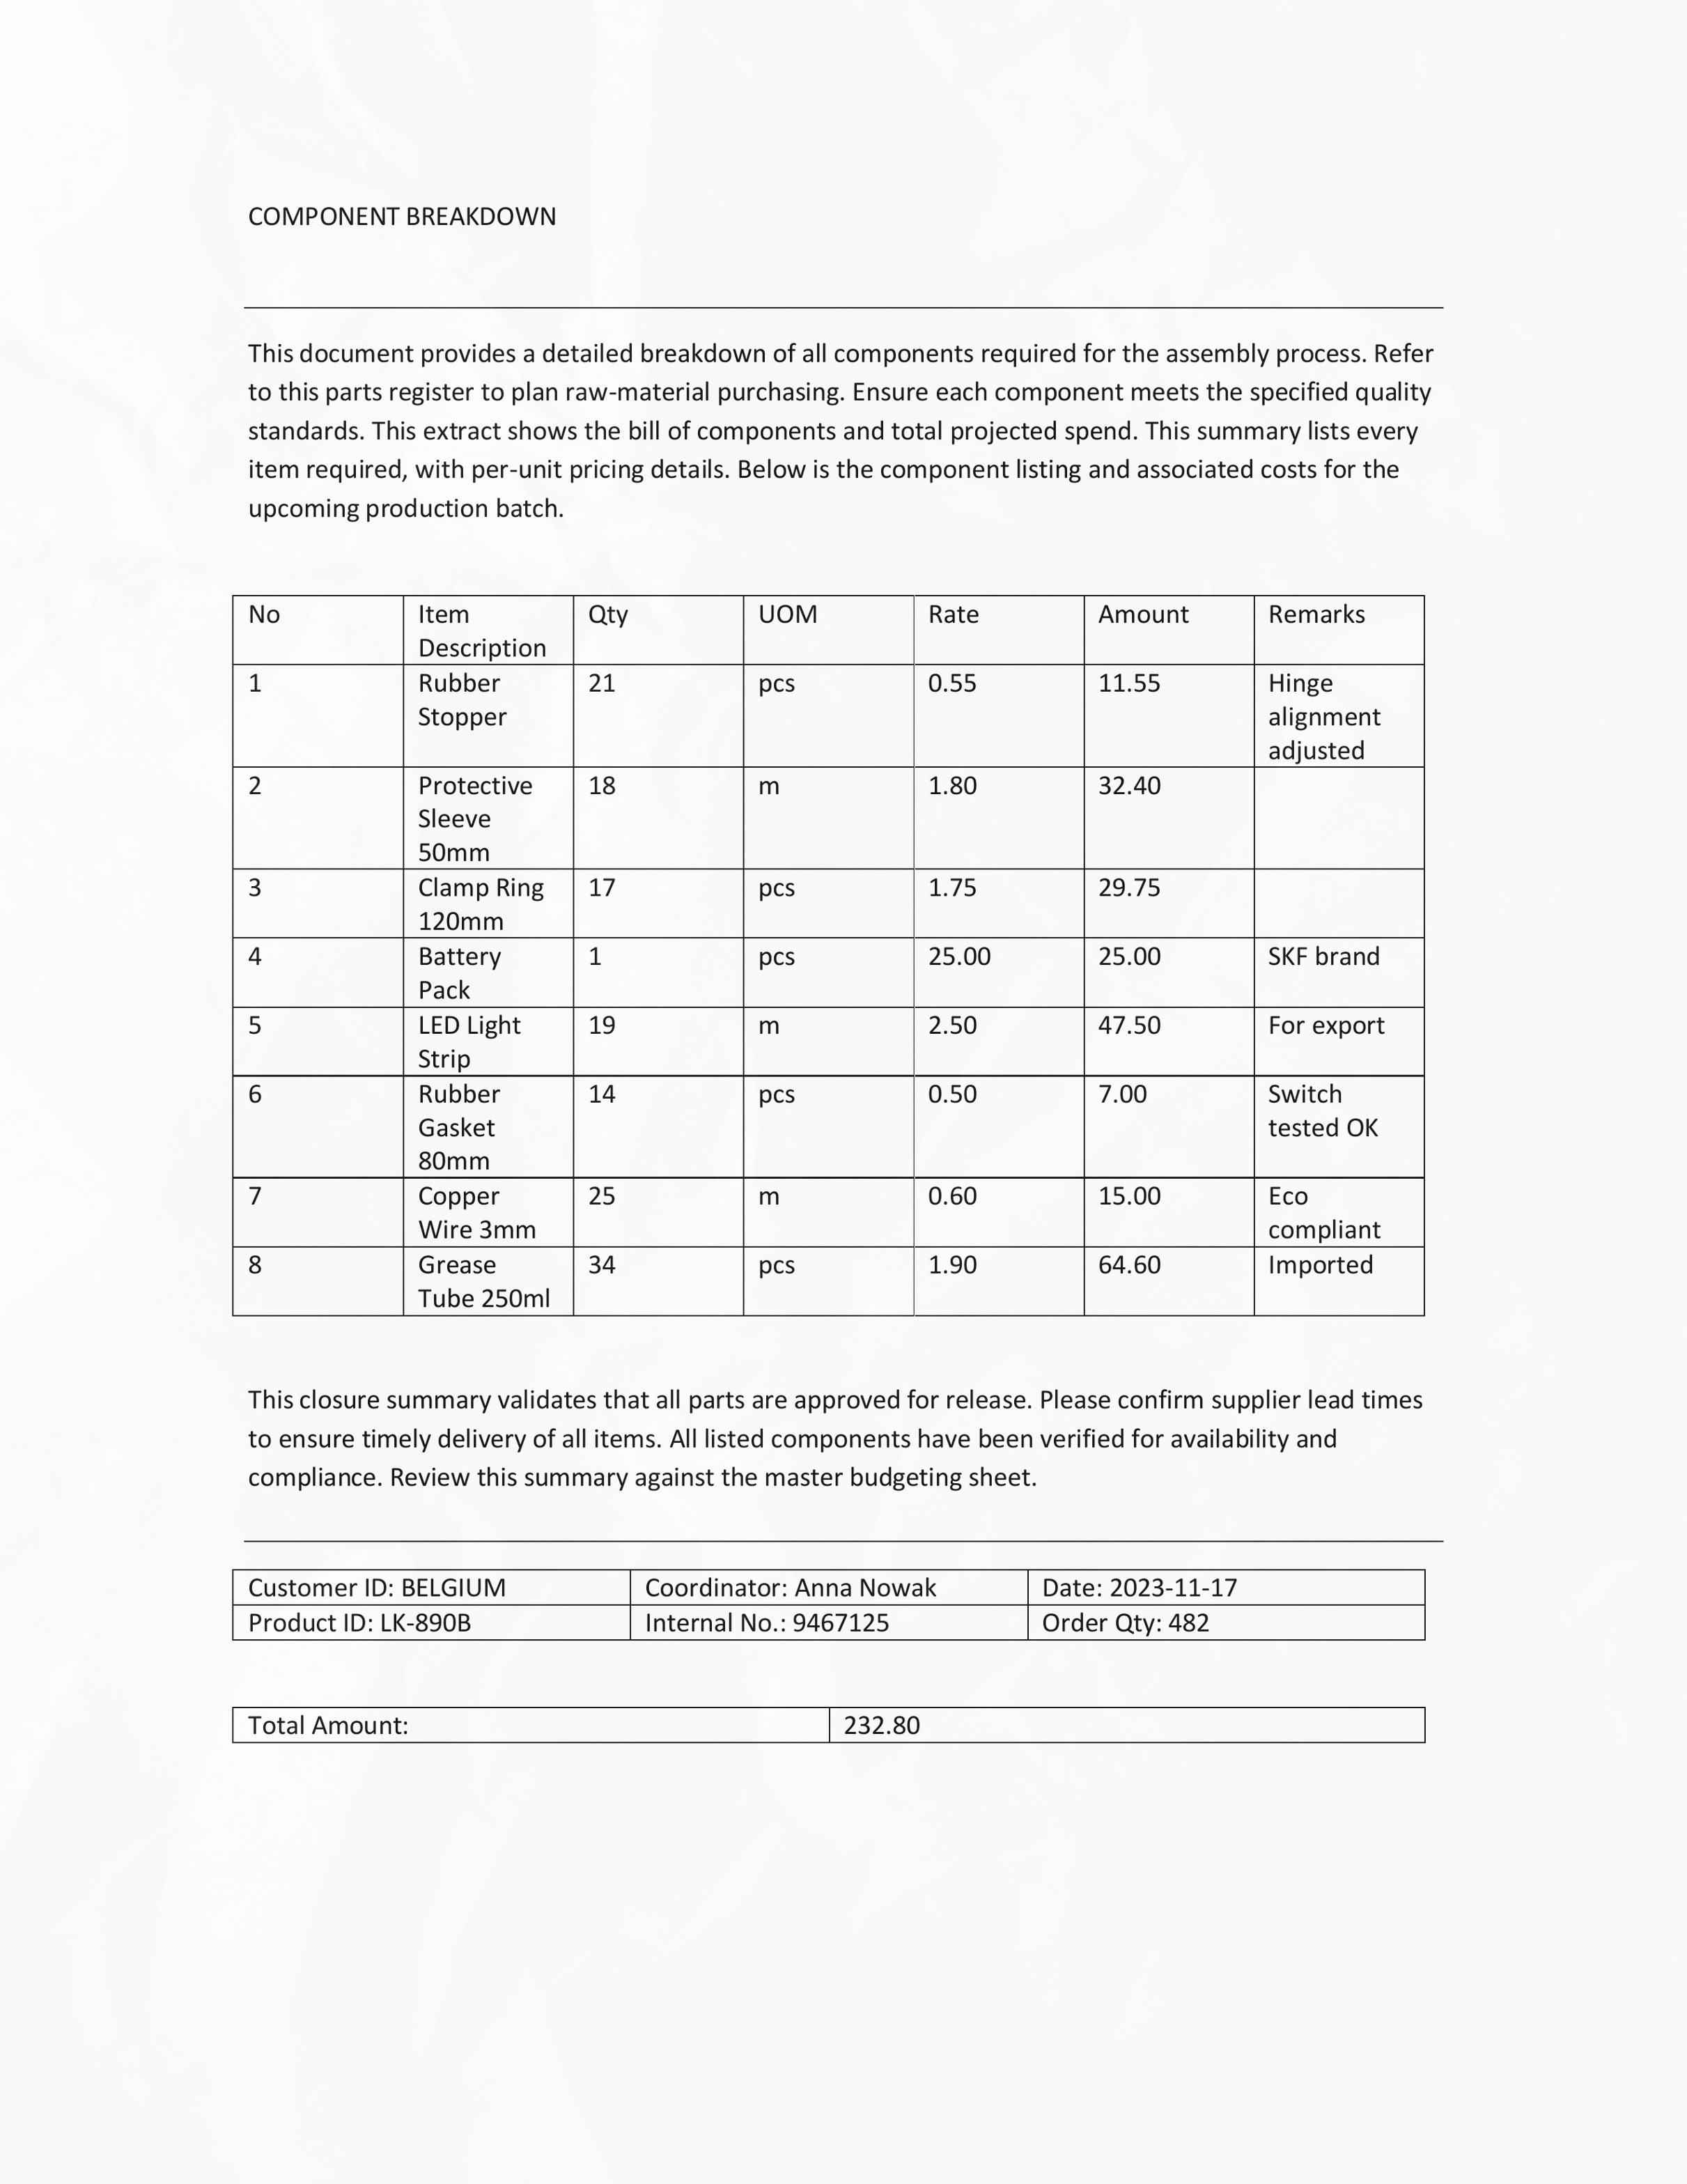 COMPONENT BREAKDOWN
This document provides a detailed breakdown of all components required for the assembly process. Refer
to this parts register to plan raw-material purchasing. Ensure each component meets the specified quality
standards. This extract shows the bill of components and total projected spend. This summary lists every
item required, with per-unit pricing details. Below is the component listing and associated costs for the
upcoming production batch.
No Item Description Qty UOM Rate Amount Remarks
1 Rubber Stopper 21 pcs 0.55 11.55 Hinge alignment adjusted
2 Protective Sleeve 50mm 18 m 1.80 32.40
3 Clamp Ring 120mm 17 pcs 1.75 29.75
4 Battery Pack 1 pcs 25.00 25.00 SKF brand
5 LED Light Strip 19 m 2.50 47.50 For export
6 Rubber Gasket 80mm 14 pcs 0.50 7.00 Switch tested OK
7 Copper Wire 3mm 25 m 0.60 15.00 Eco compliant
8 Grease Tube 250ml 34 pcs 1.90 64.60 Imported
This closure summary validates that all parts are approved for release. Please confirm supplier lead times
to ensure timely delivery of all items. All listed components have been verified for availability and
compliance. Review this summary against the master budgeting sheet.
Customer ID: BELGIUM Coordinator: Anna Nowak Date: 2023-11-17
Product ID: LK-890B Internal No.: 9467125 Order Qty: 482
Total Amount: 232.80